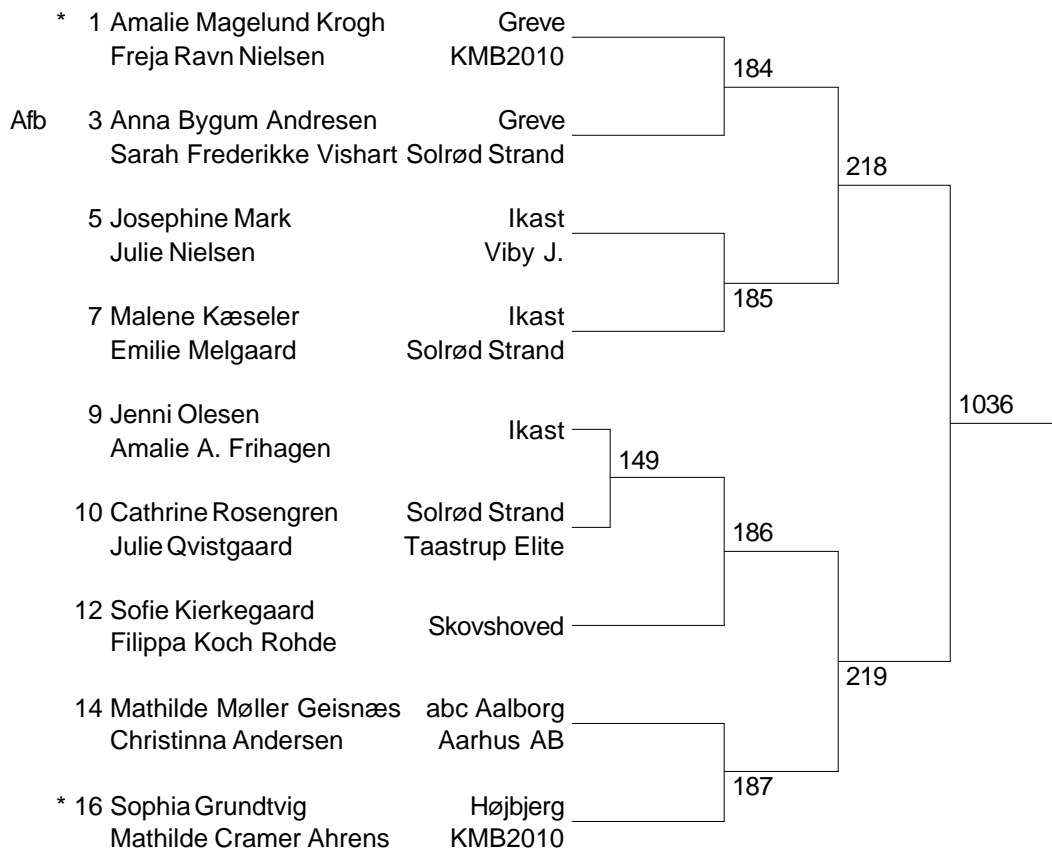 * 1 Amalie Magelund Krogh Greve
Freja Ravn Nielsen KMB2010
184
Afb 3 Anna Bygum Andresen Greve
Sarah Frederikke Vishart Solrød Strand
218
5 Josephine Mark Ikast
Julie Nielsen Viby J.
185
7 Malene Kæseler Ikast
Emilie Melgaard Solrød Strand
1036
9 Jenni Olesen
Ikast
Amalie A. Frihagen
149
10 Cathrine Rosengren Solrød Strand
186
Julie Qvistgaard Taastrup Elite
12 Sofie Kierkegaard
Skovshoved
Filippa Koch Rohde
219
14 Mathilde Møller Geisnæs abc Aalborg
Christinna Andersen Aarhus AB
187
* 16 Sophia Grundtvig Højbjerg
Mathilde Cramer Ahrens KMB2010